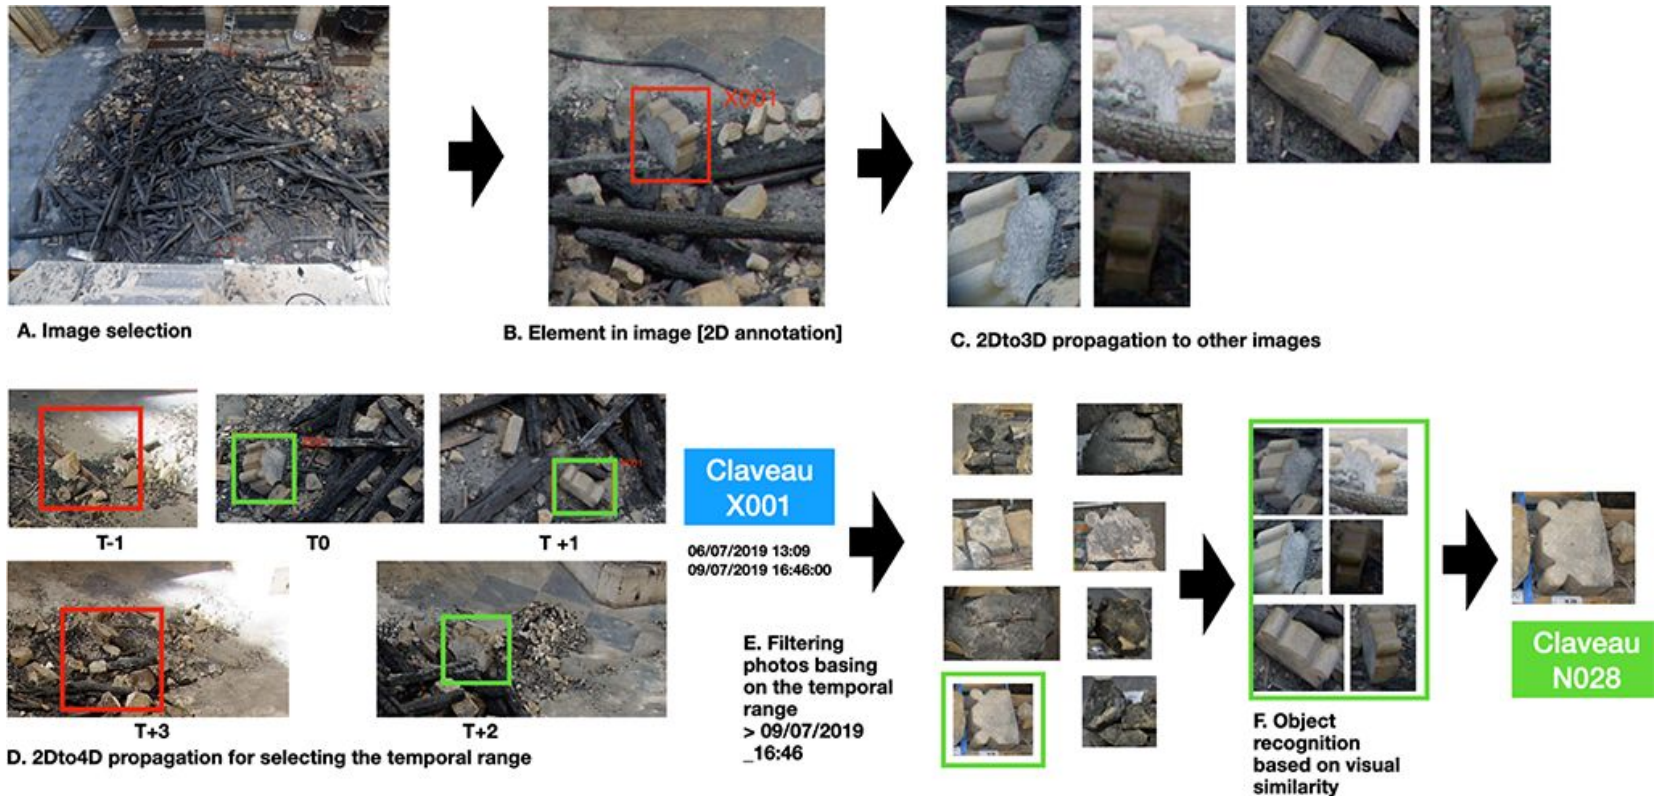 X001
A. Image selection
B. Element in image [2D annotation]
C. 2Dto3D propagation to other images
T-1
T0
T +1
Claveau
X001
06/07/2019 13:09
09/07/2019 16:46:00
T+3
T+2
D. 2Dto4D propagation for selecting the temporal range
E. Filtering
photos basing
on the temporal
range
> 09/07/2019
_16:46
F. Object
recognition
based on visual
similarity
Claveau
N028